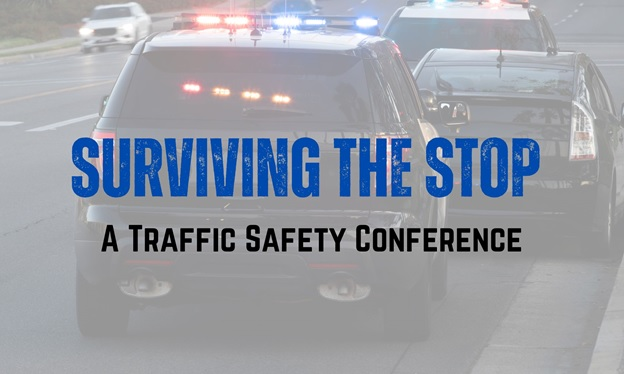 SURVIVING THE STOP
A TRAFFIC SAFETY CONFERENCE